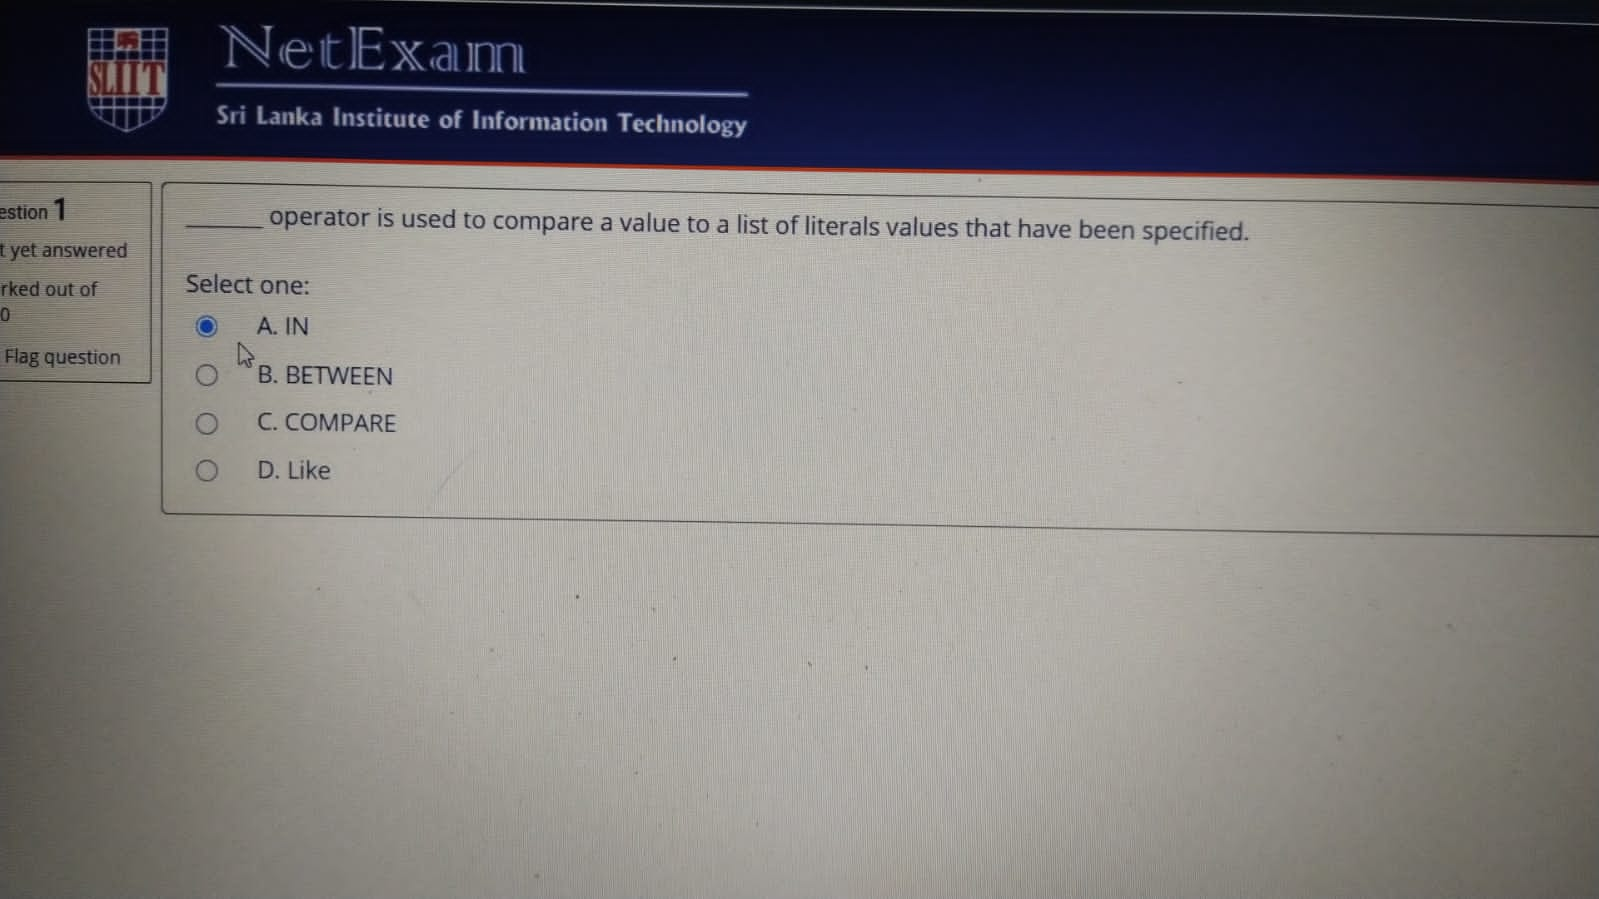 SLIIT
NetExam
Sri Lanka Institute of Information Technology
estion 1
t yet answered
rked out of
0
Flag question
______ operator is used to compare a value to a list of literals values that have been specified.
Select one:
A. IN
B. BETWEEN
C. COMPARE
D. Like